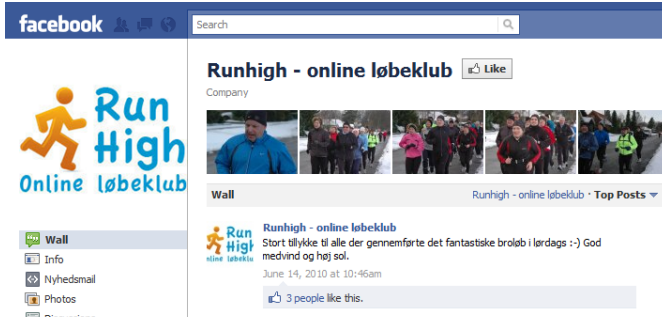 facebook
Search
Run
High
Online løbeklub
Runhigh - online løbeklub Like
Company
Wall Runhigh - online løbeklub · Top Posts
Wall
Info
Nyhedsmail
Photos
Run
High
Runhigh - online løbeklub
Stort tillykke til alle der gennemførte det fantastiske broløb i lørdags :-) God
medvind og høj sol.
June 14, 2010 at 10:46am
3 people like this.